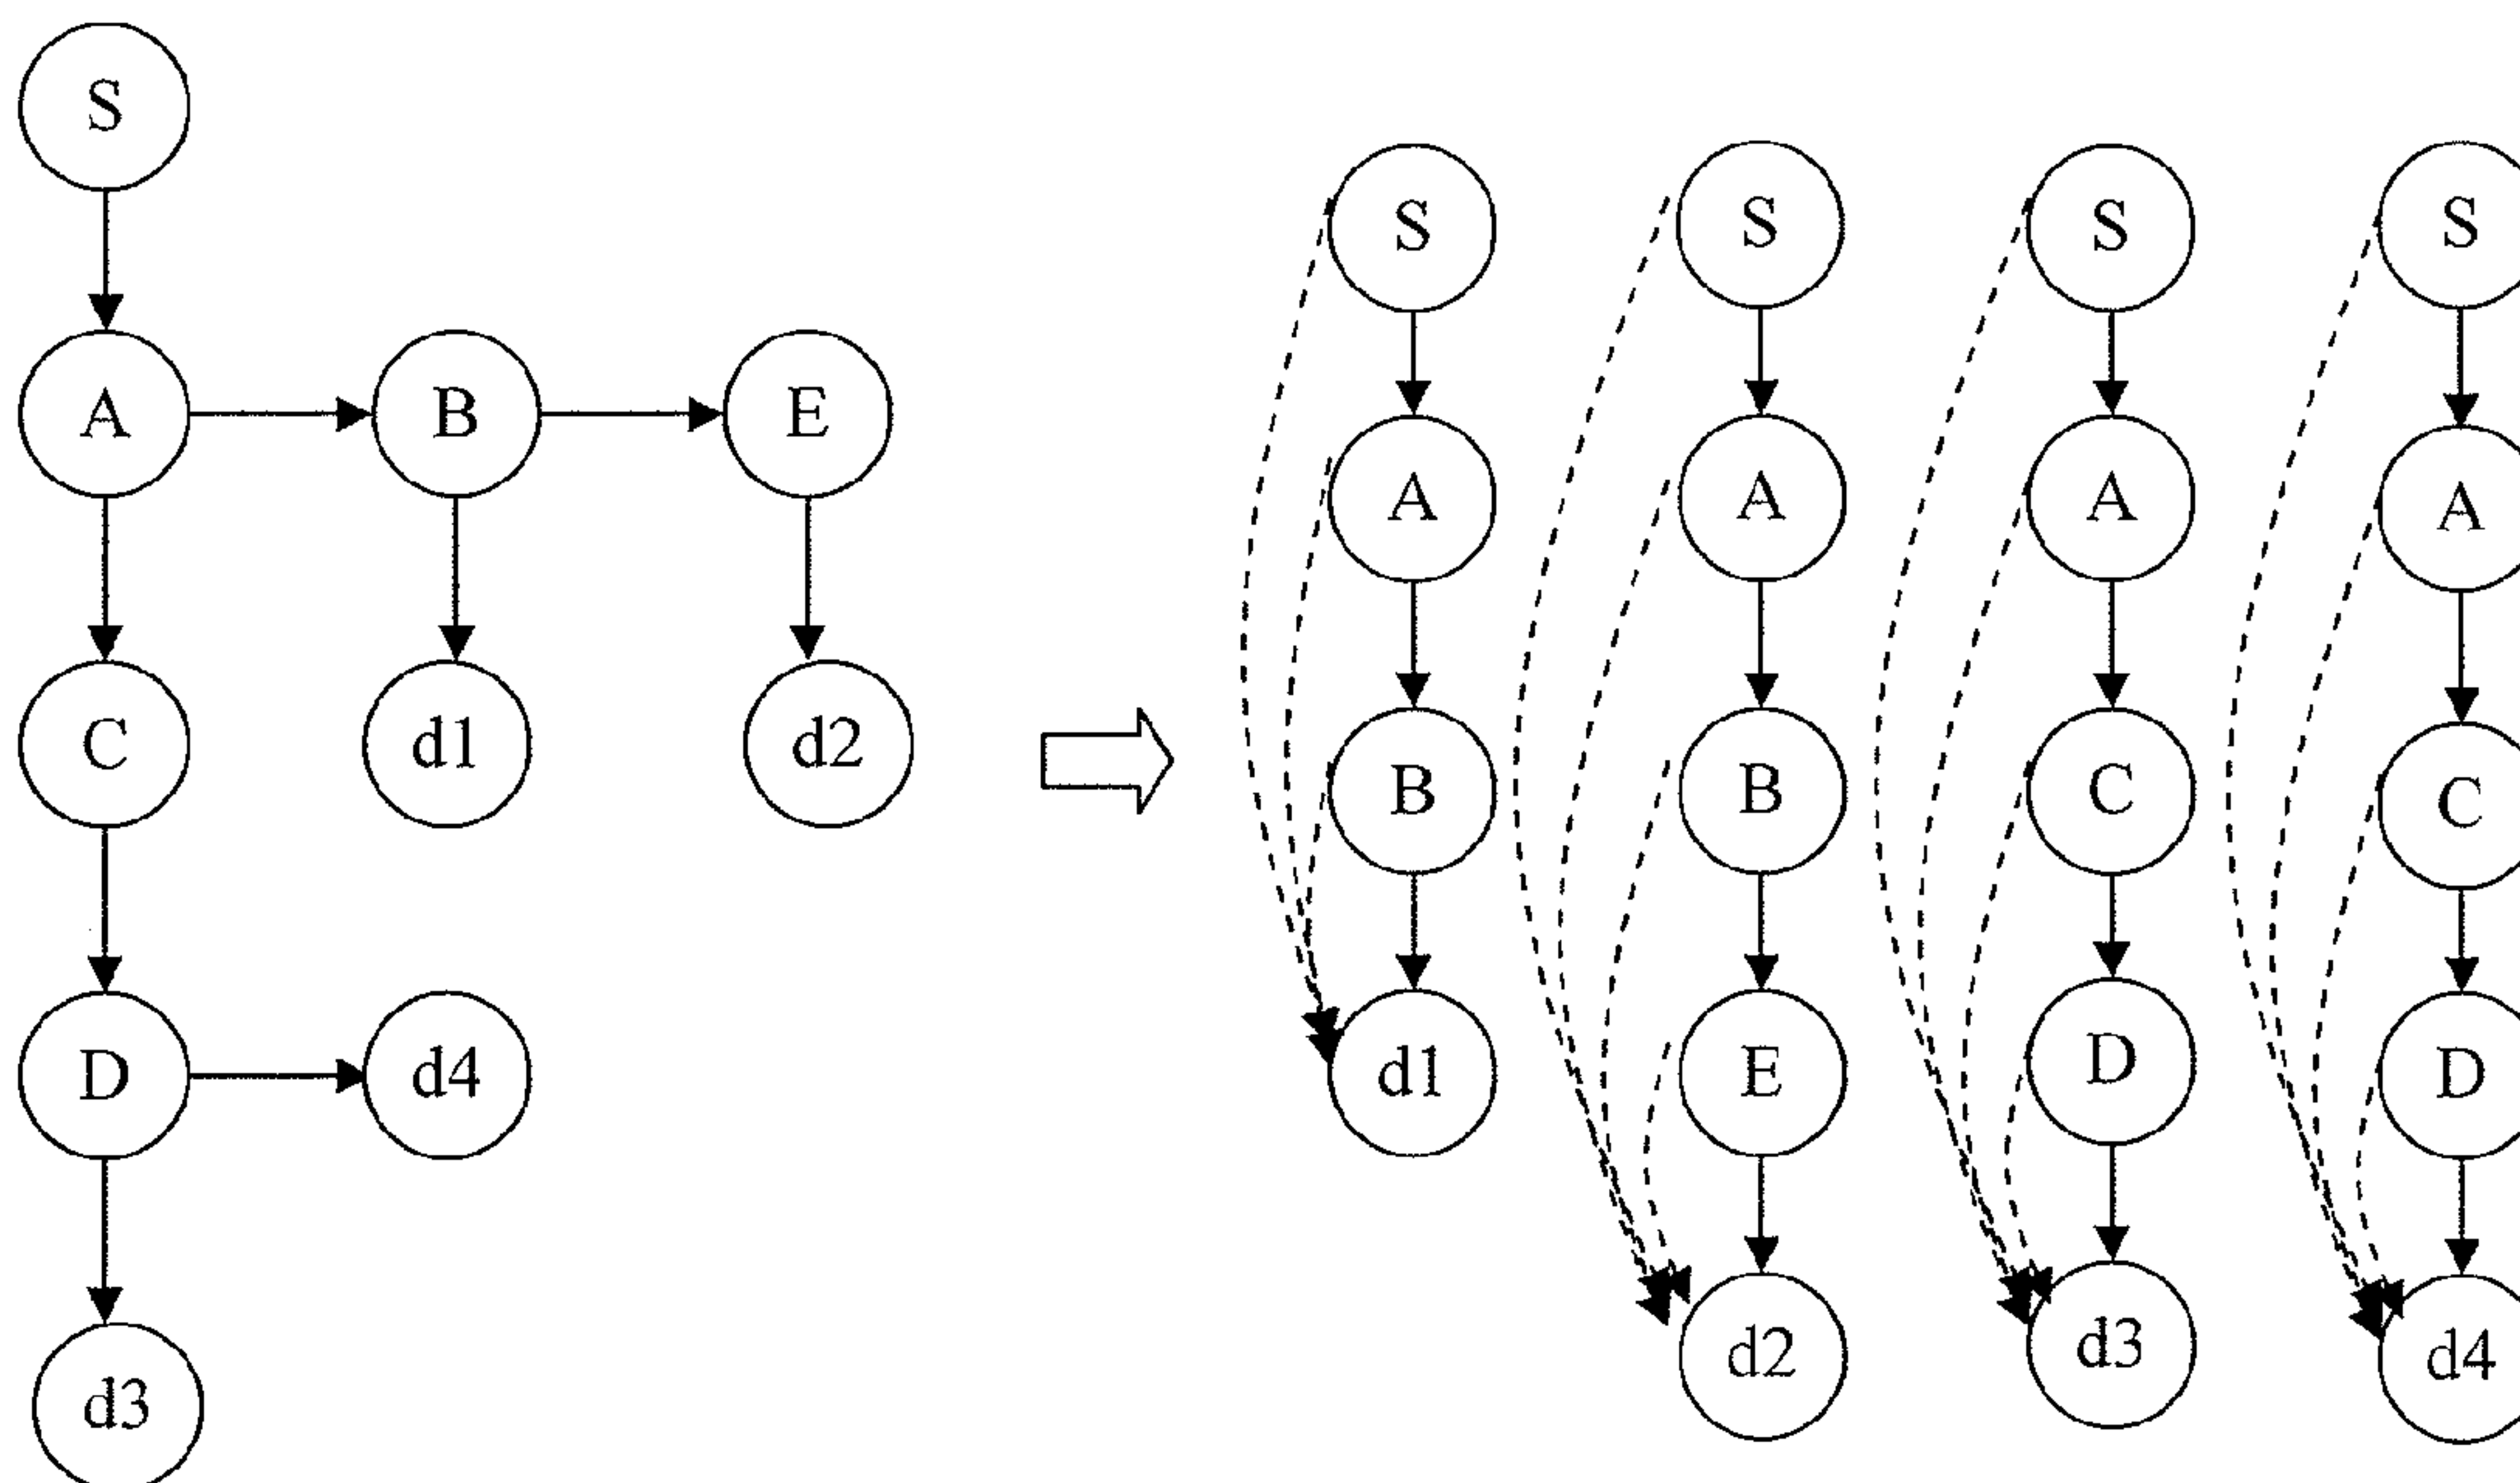 S
A B E
C d1 d2
D d4
d3
S S S S
A A A A
B B C C
d1 E D D
d2 d3 d4